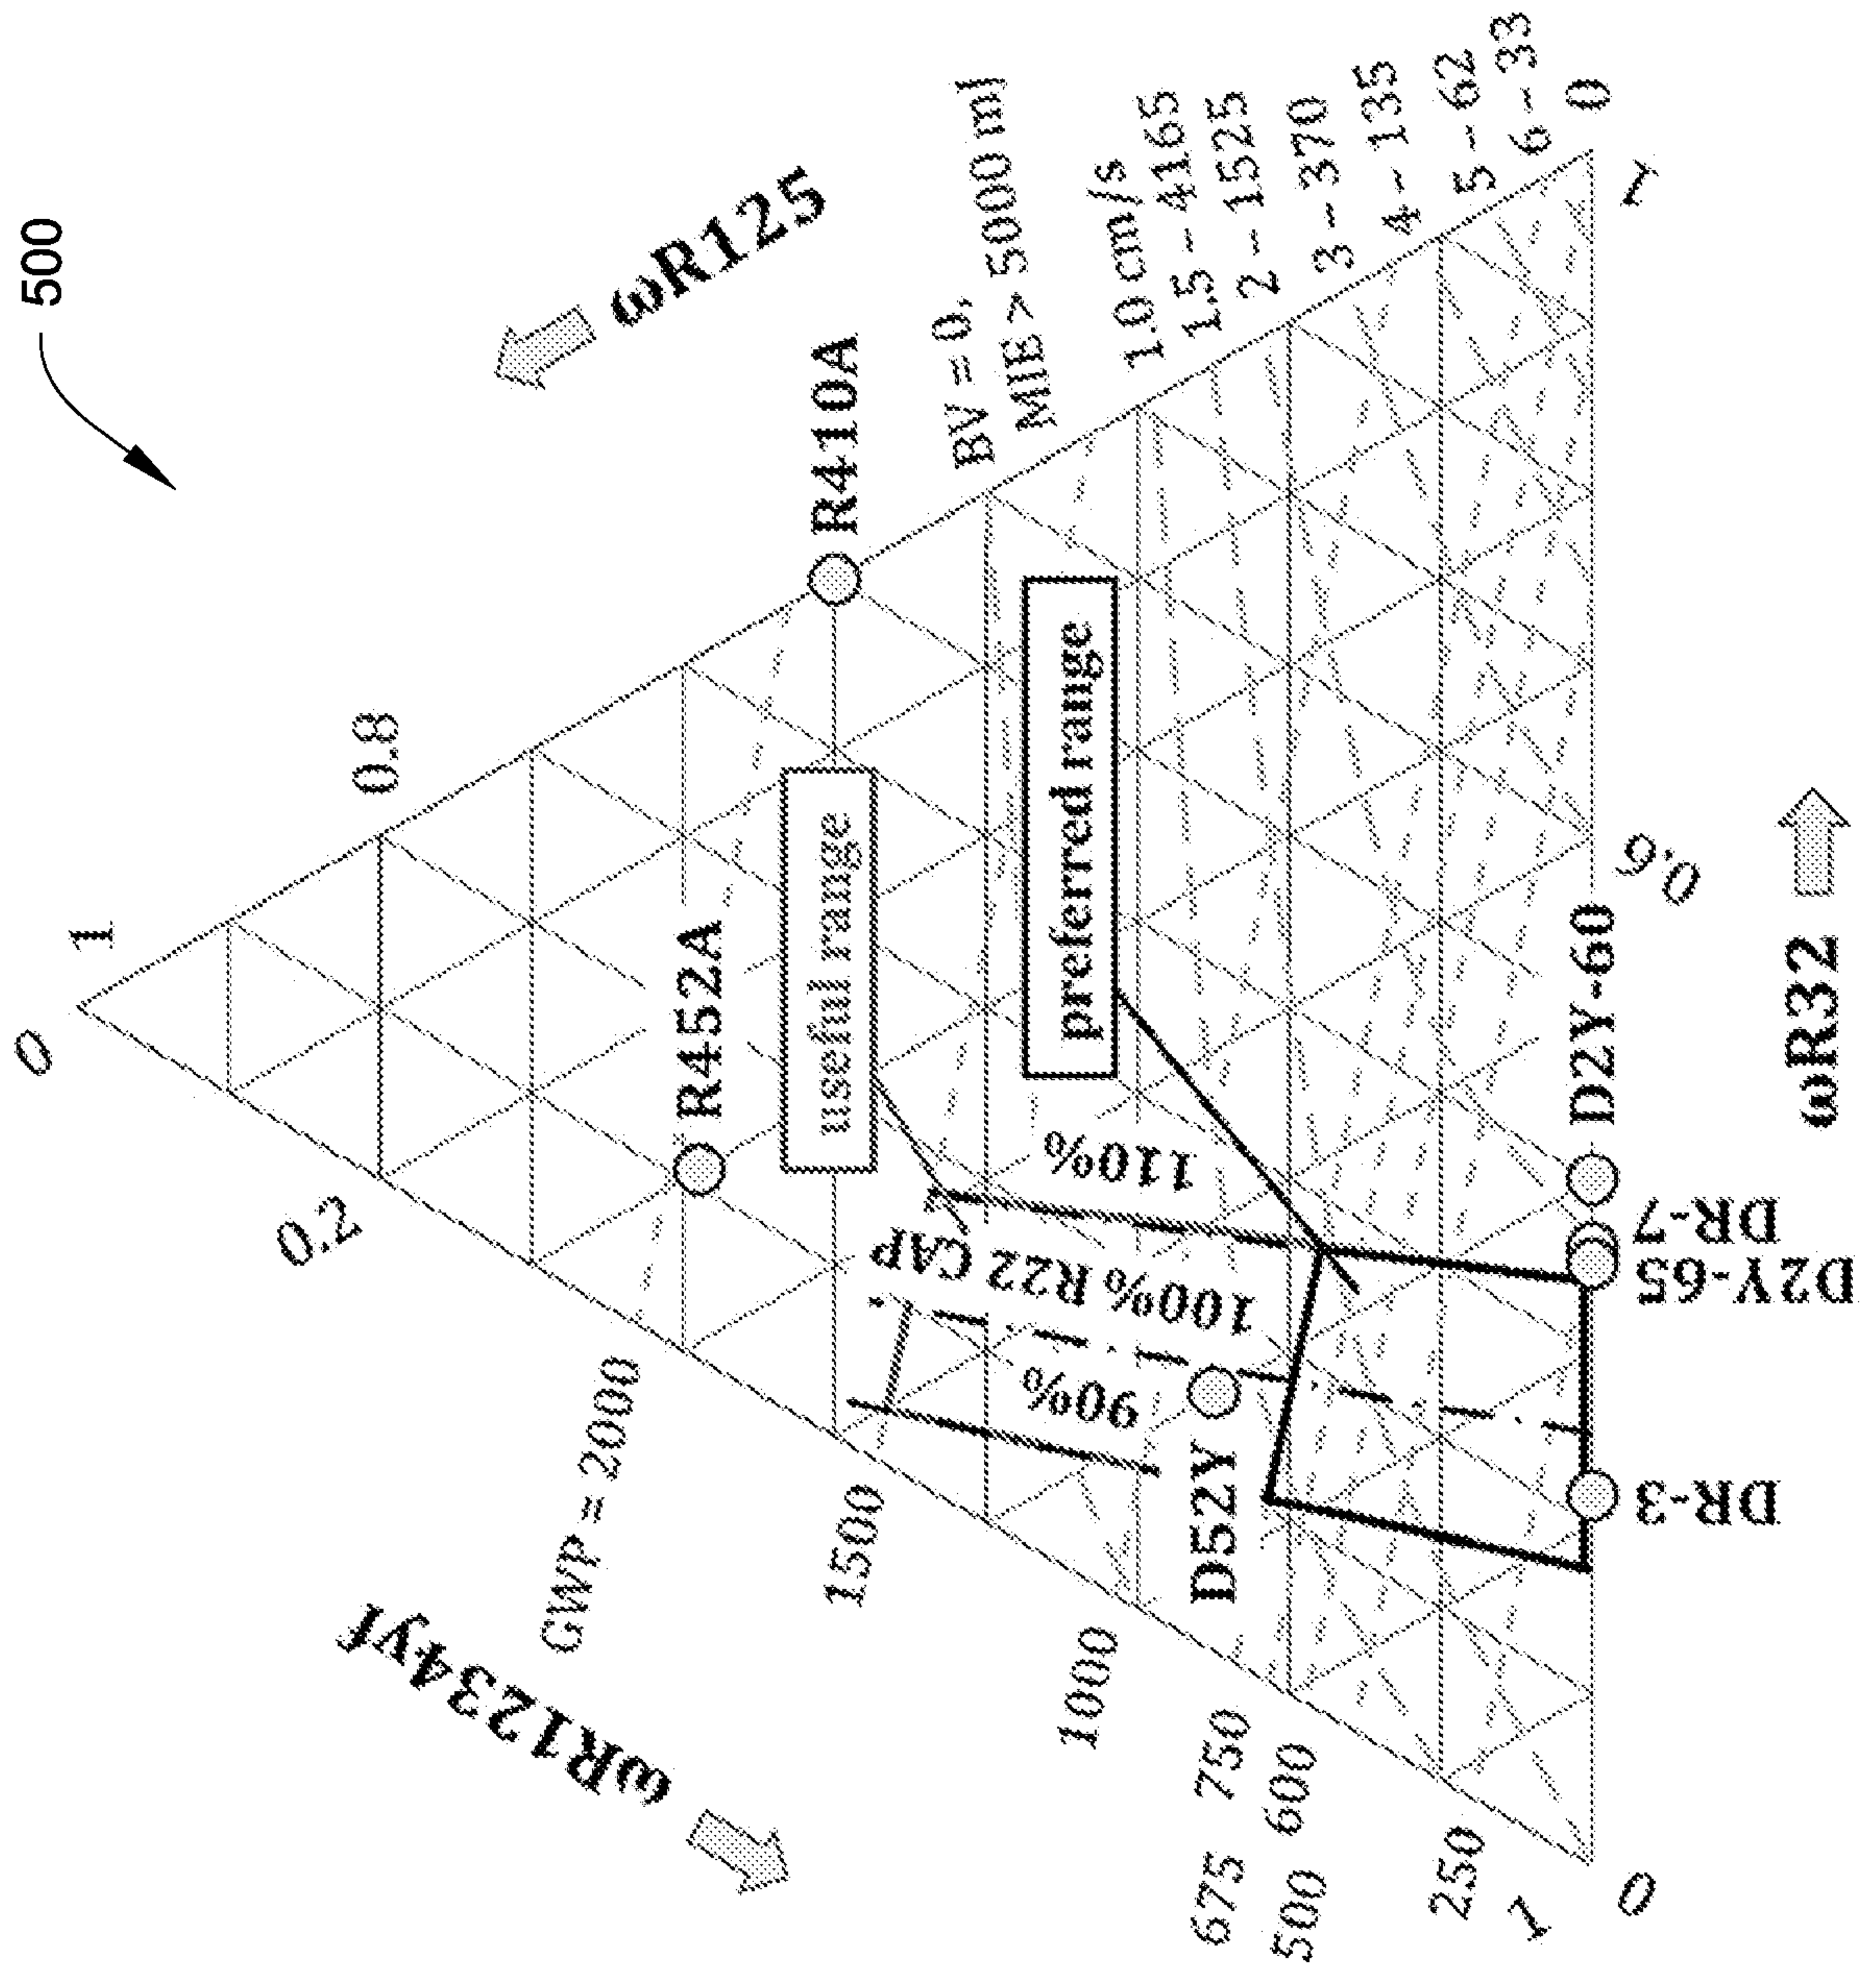 500
ωR1234yf
ωR125
ωR32
0
1
0.2
0.8
GWP = 2000
1500
1000
675 750
500 600
250
1
0
R452A
R410A
useful range
preferred range
BV = 0,
MIE > 5000 mJ
1.0 cm/s
1.5 – 4165
2 – 1525
3 – 370
4 – 135
5 – 62
6 – 33
0
1
0.6
90%
100% R22 CAP
110%
D52Y
DR-3
D2Y-65
DR-7
D2Y-60